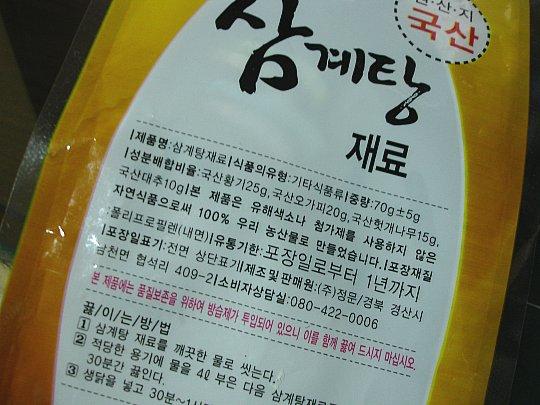 원·산·지
국산
삼계탕
재료
|제품명:삼계탕재료|식품의유형:기타식품류|중량:70g±5g
|성분배합비율:국산황기25g, 국산오가피20g, 국산헛개나무15g,
국산대추10g|본 제품은 유해색소나 첨가제를 사용하지 않은
자연식품으로써 100% 우리 농산물로 만들었습니다.|포장재질
:폴리프로필렌(내면)|유통기한:포장일로부터 1년까지
|포장일표기:전면 상단표기|제조및판매원:(주)정문/경북 경산시
남천면 협석리 409-2|소비자상담실:080-422-0006
본 제품에는 품질보존을 위하여 방습제가 투입되어 있으니 이를 함께 끓여 드시지 마십시오.
끓/이/는/방/법
1 삼계탕 재료를 깨끗한 물로 씻는다.
2 적당한 용기에 물을 4ℓ 부은 다음 삼계탕재료
30분간 끓인다.
3 생닭을 넣고 30분~1시